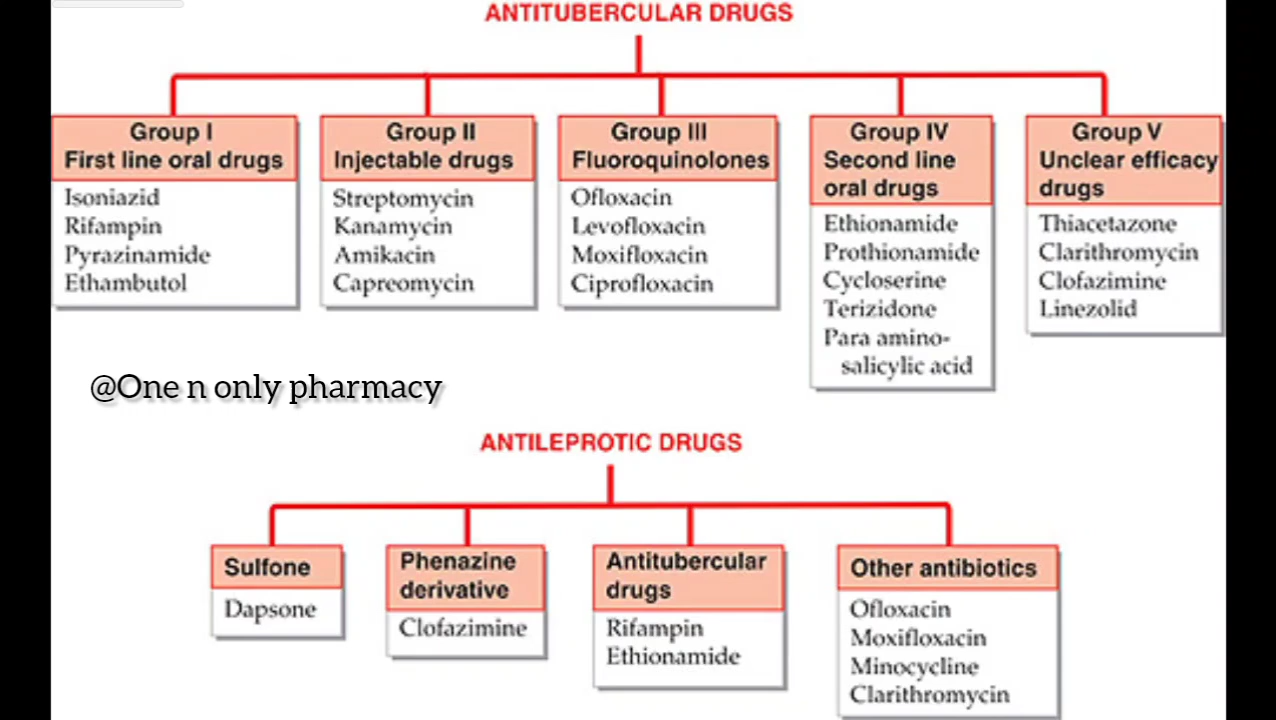 ANTITUBERCULAR DRUGS
Group I
First line oral drugs
Isoniazid
Rifampin
Pyrazinamide
Ethambutol
Group II
Injectable drugs
Streptomycin
Kanamycin
Amikacin
Capreomycin
Group III
Fluoroquinolones
Ofloxacin
Levofloxacin
Moxifloxacin
Ciprofloxacin
Group IV
Second line
oral drugs
Ethionamide
Prothionamide
Cycloserine
Terizidone
Para amino-
salicylic acid
Group V
Unclear efficacy
drugs
Thiacetazone
Clarithromycin
Clofazimine
Linezolid
@One n only pharmacy
ANTILEPROTIC DRUGS
Sulfone
Dapsone
Phenazine
derivative
Clofazimine
Antitubercular
drugs
Rifampin
Ethionamide
Other antibiotics
Ofloxacin
Moxifloxacin
Minocycline
Clarithromycin